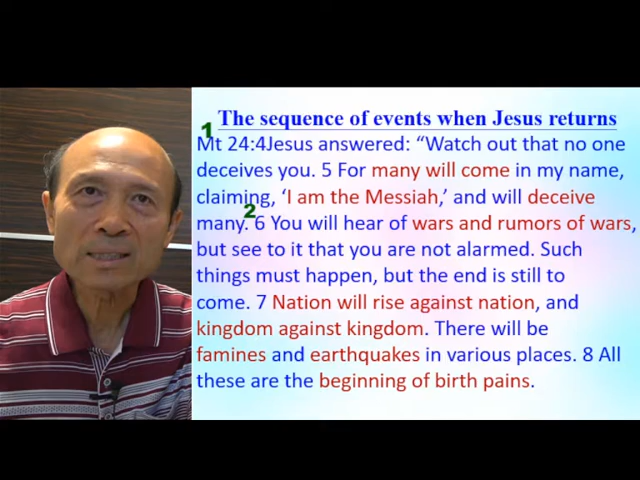 The sequence of events when Jesus returns
1
Mt 24:4Jesus answered: “Watch out that no one
deceives you. 5 For many will come in my name,
claiming, ‘I am the Messiah,’ and will deceive
2
many. 6 You will hear of wars and rumors of wars,
but see to it that you are not alarmed. Such
things must happen, but the end is still to
come. 7 Nation will rise against nation, and
kingdom against kingdom. There will be
famines and earthquakes in various places. 8 All
these are the beginning of birth pains.